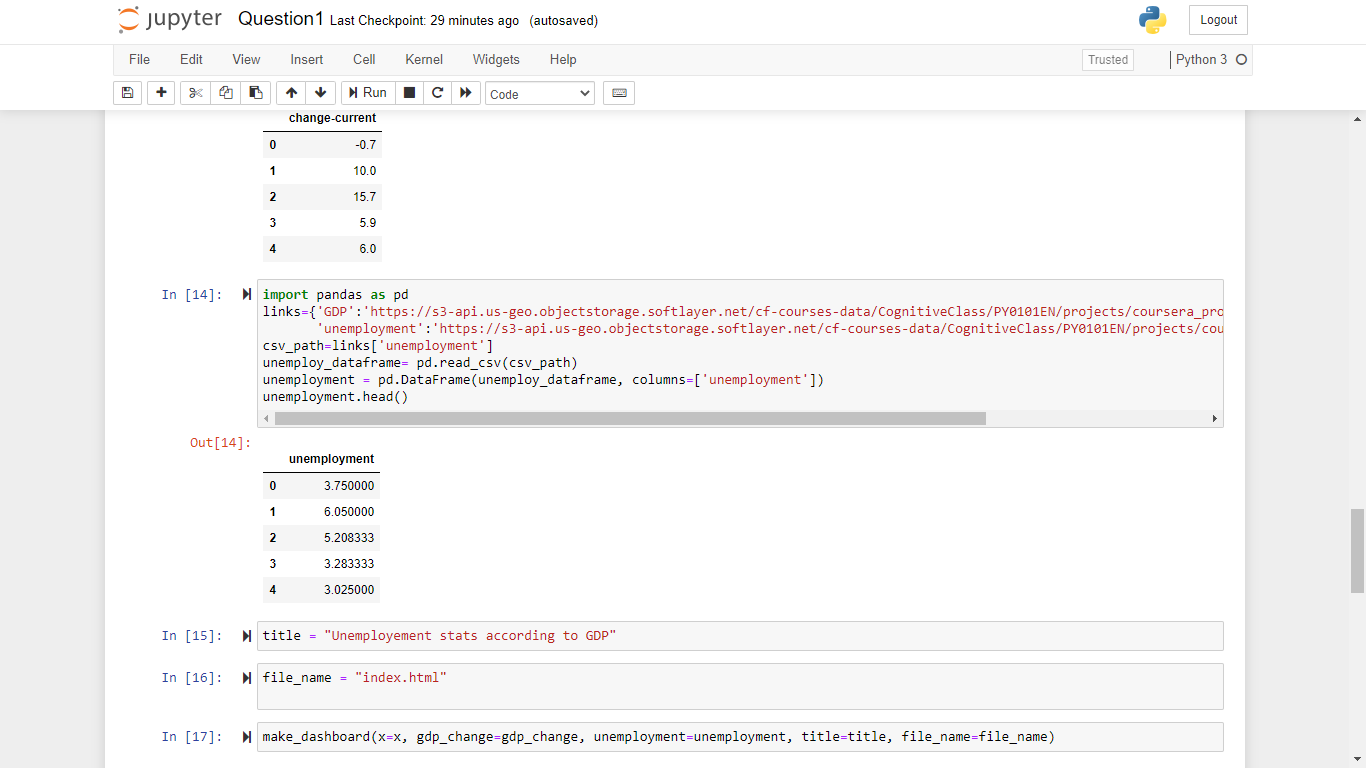 jupyter Question1 Last Checkpoint: 29 minutes ago (autosaved)
Logout
File Edit View Insert Cell Kernel Widgets Help
Trusted
Python 3
Run
Code
change-current
0 -0.7
1 10.0
2 15.7
3 5.9
4 6.0
In [14]:
import pandas as pd
links={'GDP':'https://s3-api.us-geo.objectstorage.softlayer.net/cf-courses-data/CognitiveClass/PY0101EN/projects/coursera_pro
'unemployment':'https://s3-api.us-geo.objectstorage.softlayer.net/cf-courses-data/CognitiveClass/PY0101EN/projects/cou
csv_path=links['unemployment']
unemploy_dataframe= pd.read_csv(csv_path)
unemployment = pd.DataFrame(unemploy_dataframe, columns=['unemployment'])
unemployment.head()
Out[14]:
unemployment
0 3.750000
1 6.050000
2 5.208333
3 3.283333
4 3.025000
In [15]: title = "Unemployement stats according to GDP"
In [16]: file_name = "index.html"
In [17]: make_dashboard(x=x, gdp_change=gdp_change, unemployment=unemployment, title=title, file_name=file_name)